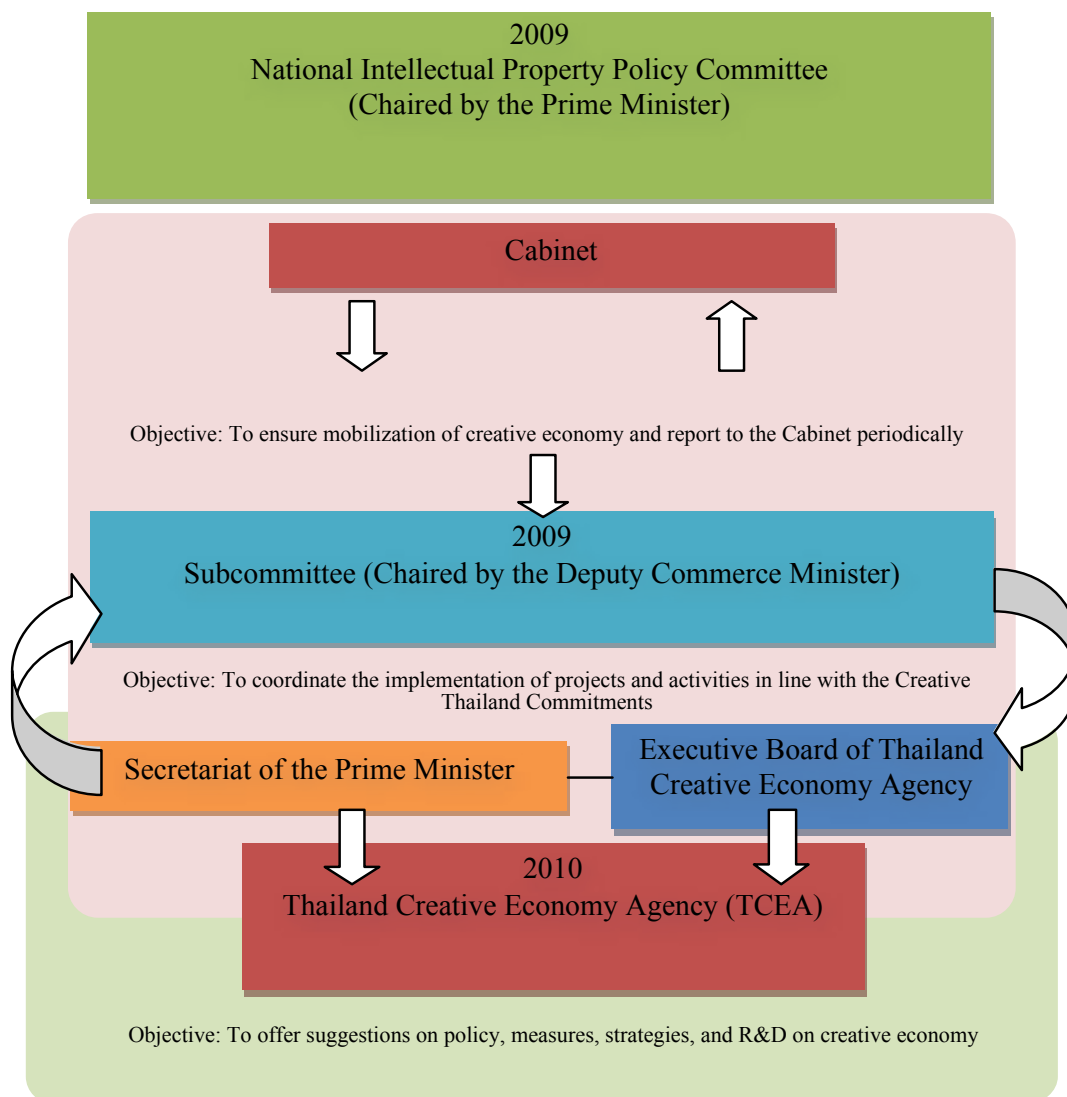 2009
National Intellectual Property Policy Committee
(Chaired by the Prime Minister)
Cabinet
Objective: To ensure mobilization of creative economy and report to the Cabinet periodically
2009
Subcommittee (Chaired by the Deputy Commerce Minister)
Objective: To coordinate the implementation of projects and activities in line with the Creative
Thailand Commitments
Secretariat of the Prime Minister
Executive Board of Thailand
Creative Economy Agency
2010
Thailand Creative Economy Agency (TCEA)
Objective: To offer suggestions on policy, measures, strategies, and R&D on creative economy